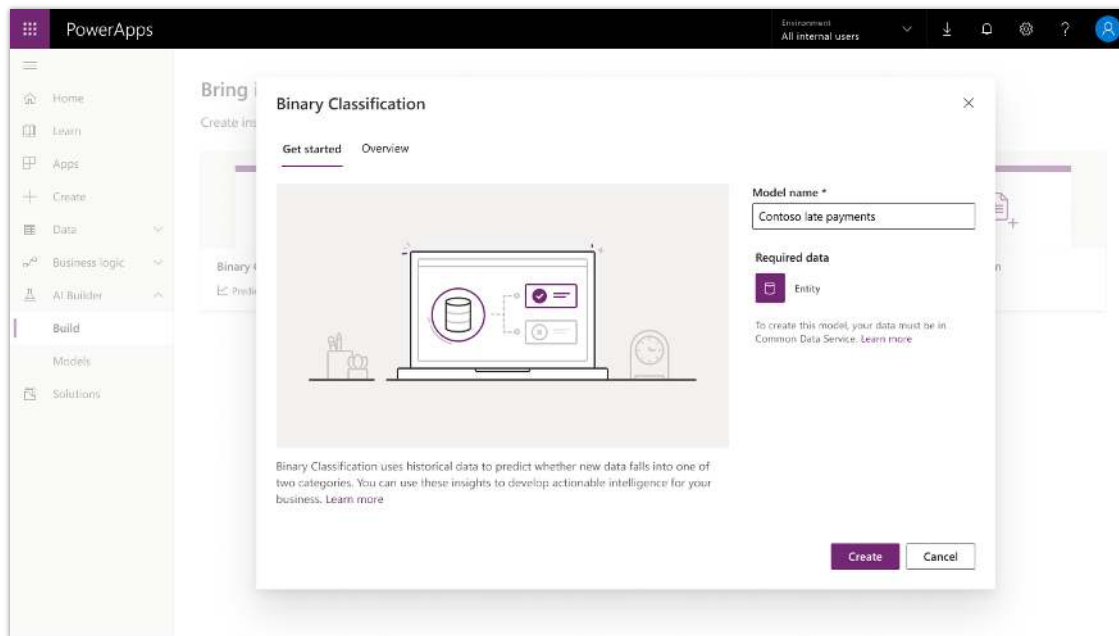 PowerApps
Environment
All internal users
Home
Learn
Apps
Create
Data
Business logic
AI Builder
Build
Models
Solutions
Bring i
Create ins
Binary
Binary Classification
Get started
Overview
Model name *
Contoso late payments
Required data
Entity
To create this model, your data must be in
Common Data Service. Learn more
Binary Classification uses historical data to predict whether new data falls into one of
two categories. You can use these insights to develop actionable intelligence for your
business. Learn more
Create
Cancel